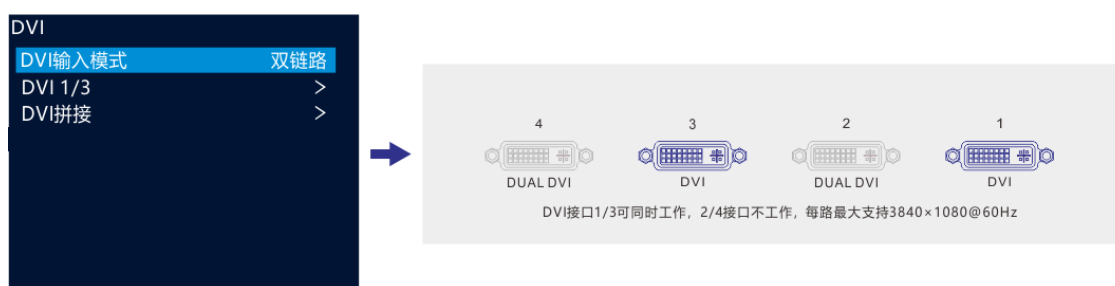 DVI
DVI输入模式 双链路
DVI 1/3 >
DVI拼接 >
4 3 2 1
DUAL DVI DVI DUAL DVI DVI
DVI接口1/3可同时工作，2/4接口不工作，每路最大支持3840×1080@60Hz